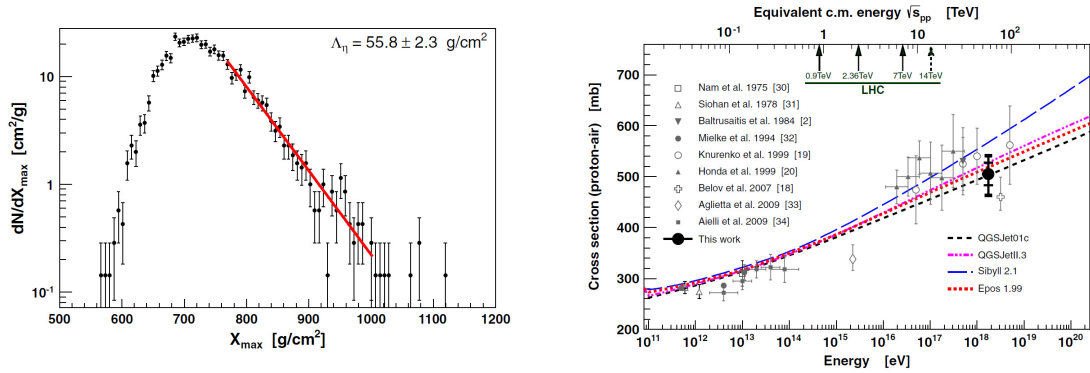 Λη = 55.8 ± 2.3 g/cm²
dN/dXmax [cm²/g]
10
1
10⁻¹
500 600 700 800 900 1000 1100 1200
Xmax [g/cm²]
Equivalent c.m. energy √spp [TeV]
10⁻¹ 1 10 10²
0.9TeV 2.36TeV 7TeV 14TeV
LHC
Cross section (proton-air) [mb]
700
600
500
400
300
200
Nam et al. 1975 [30]
Siohan et al. 1978 [31]
Baltrusaitis et al. 1984 [2]
Mielke et al. 1994 [32]
Knurenko et al. 1999 [19]
Honda et al. 1999 [20]
Belov et al. 2007 [18]
Aglietta et al. 2009 [33]
Aielli et al. 2009 [34]
This work
QGSJet01c
QGSJetII.3
Sibyll 2.1
Epos 1.99
10¹¹ 10¹² 10¹³ 10¹⁴ 10¹⁵ 10¹⁶ 10¹⁷ 10¹⁸ 10¹⁹ 10²⁰
Energy [eV]